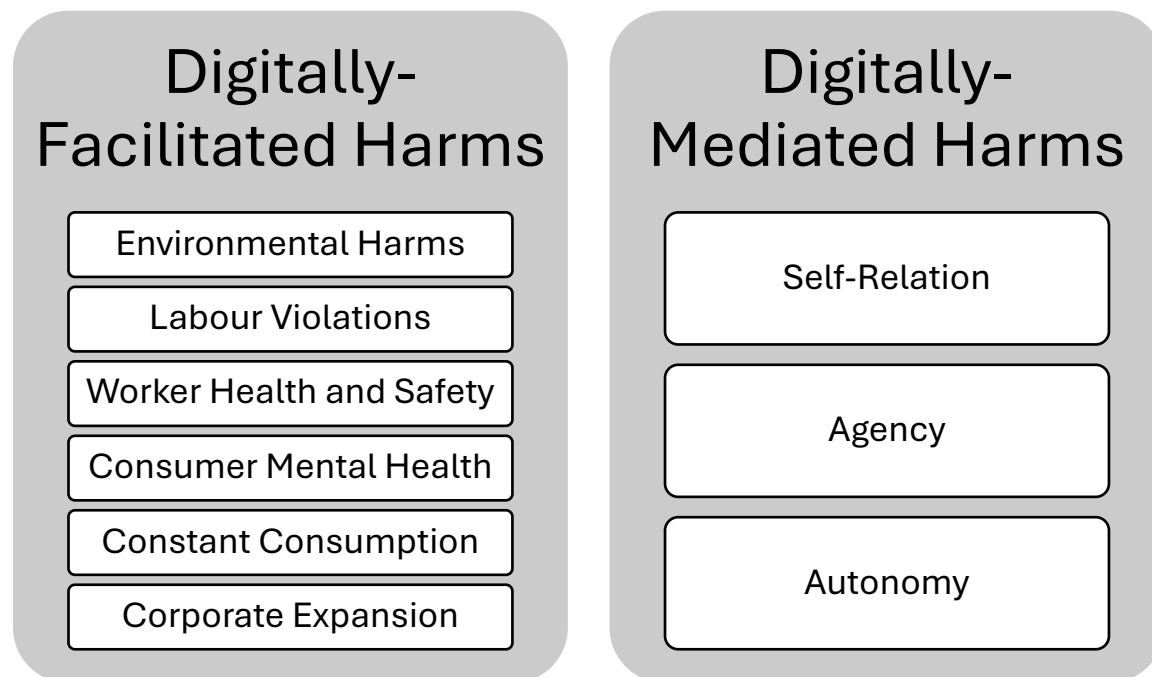 Digitally-
Facilitated Harms
Environmental Harms
Labour Violations
Worker Health and Safety
Consumer Mental Health
Constant Consumption
Corporate Expansion
Digitally-
Mediated Harms
Self-Relation
Agency
Autonomy